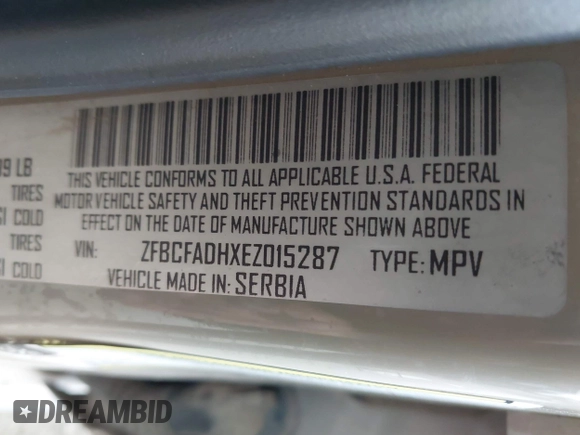 99 LB
THIS VEHICLE CONFORMS TO ALL APPLICABLE U.S.A. FEDERAL
TIRES
MOTOR VEHICLE SAFETY AND THEFT PREVENTION STANDARDS IN
COLD
EFFECT ON THE DATE OF MANUFACTURE SHOWN ABOVE
TIRES
VIN: ZFBCFADHXEZ015287 TYPE: MPV
COLD
VEHICLE MADE IN: SERBIA
DREAMBID